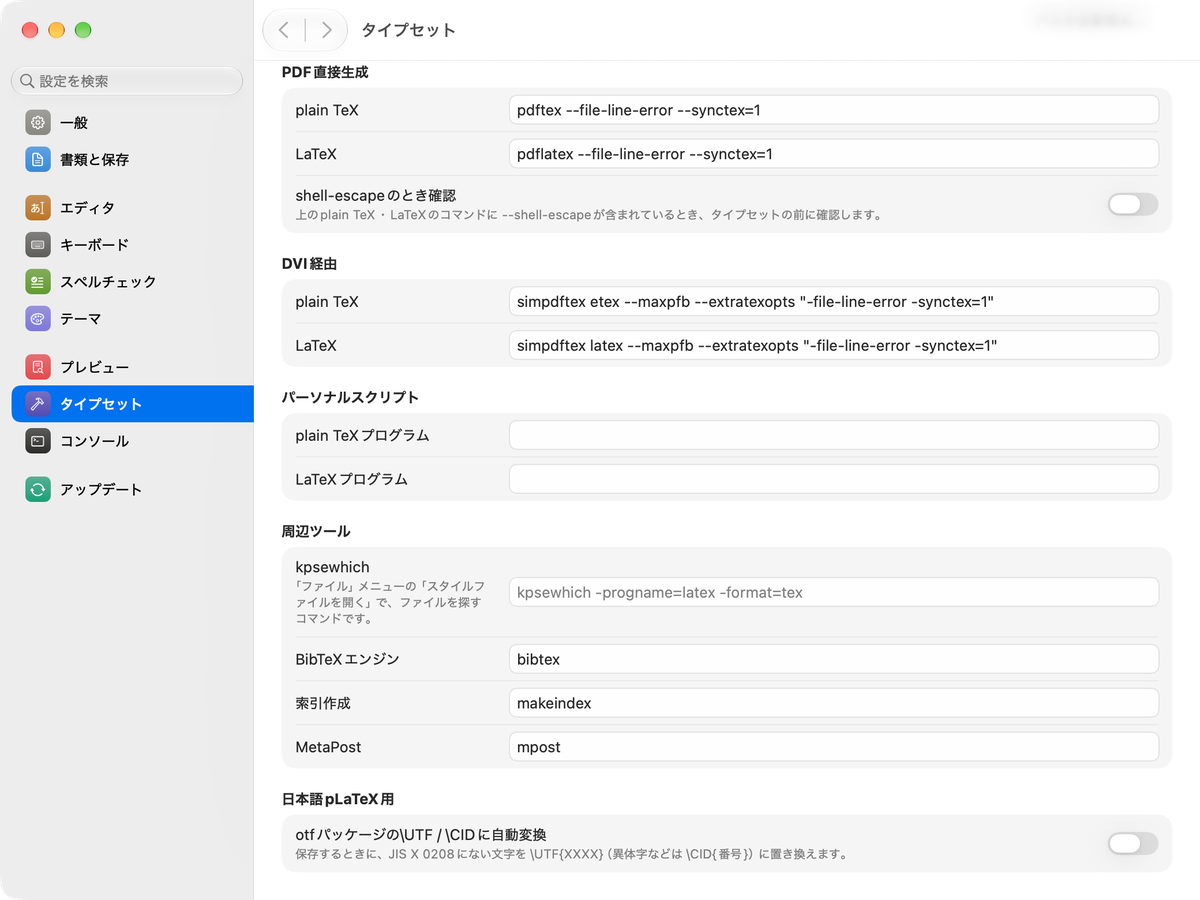 タイプセット
設定を検索
一般
書類と保存
エディタ
キーボード
スペルチェック
テーマ
プレビュー
タイプセット
コンソール
アップデート
PDF直接生成
plain TeX
pdftex --file-line-error --synctex=1
LaTeX
pdflatex --file-line-error --synctex=1
shell-escapeのとき確認
上のplain TeX・LaTeXのコマンドに --shell-escapeが含まれているとき、タイプセットの前に確認します。
DVI経由
plain TeX
simpdftex etex --maxpfb --extratexopts "-file-line-error -synctex=1"
LaTeX
simpdftex latex --maxpfb --extratexopts "-file-line-error -synctex=1"
パーソナルスクリプト
plain TeXプログラム
LaTeXプログラム
周辺ツール
kpsewhich
「ファイル」メニューの「スタイルフ
ァイルを開く」で、ファイルを探す
コマンドです。
kpsewhich -progname=latex -format=tex
BibTeXエンジン
bibtex
索引作成
makeindex
MetaPost
mpost
日本語pLaTeX用
otfパッケージの\UTF / \CIDに自動変換
保存するときに、JIS X 0208にない文字を \UTF{XXXX}（異体字などは \CID{番号}）に置き換えます。